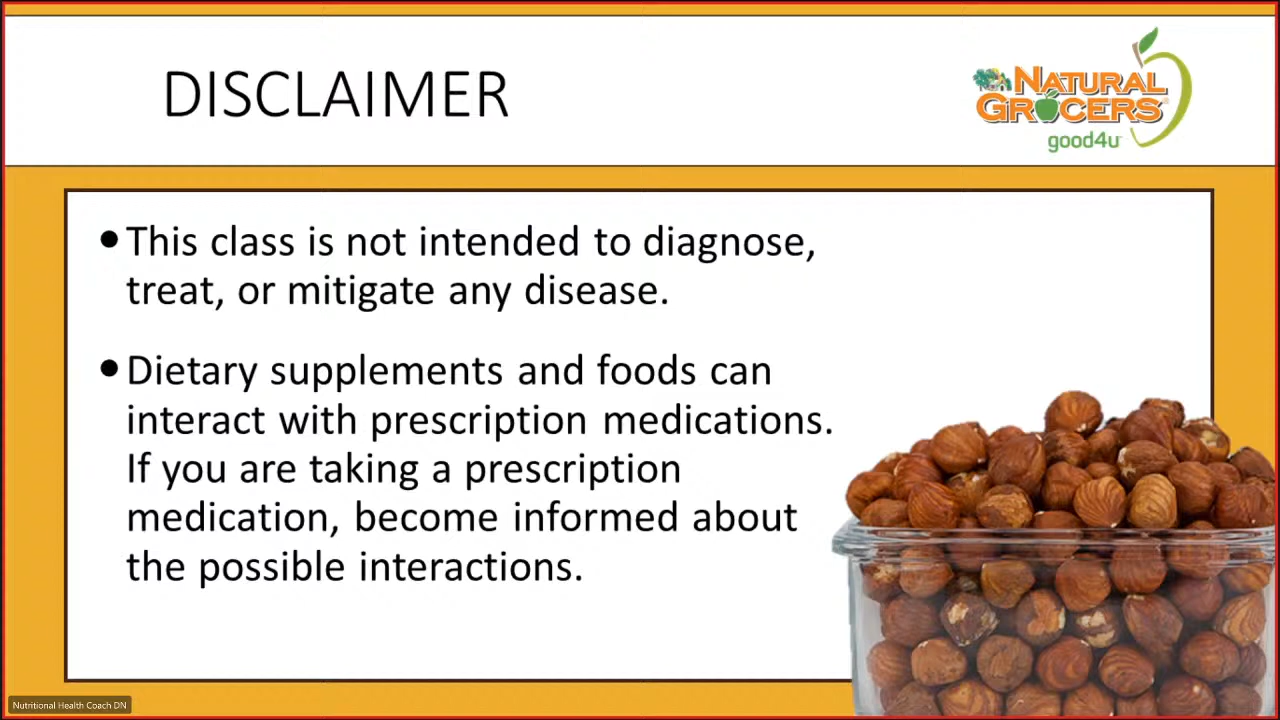 DISCLAIMER
NATURAL
GROCERS®
good4u™
•This class is not intended to diagnose,
treat, or mitigate any disease.
•Dietary supplements and foods can
interact with prescription medications.
If you are taking a prescription
medication, become informed about
the possible interactions.
Nutritional Health Coach DN